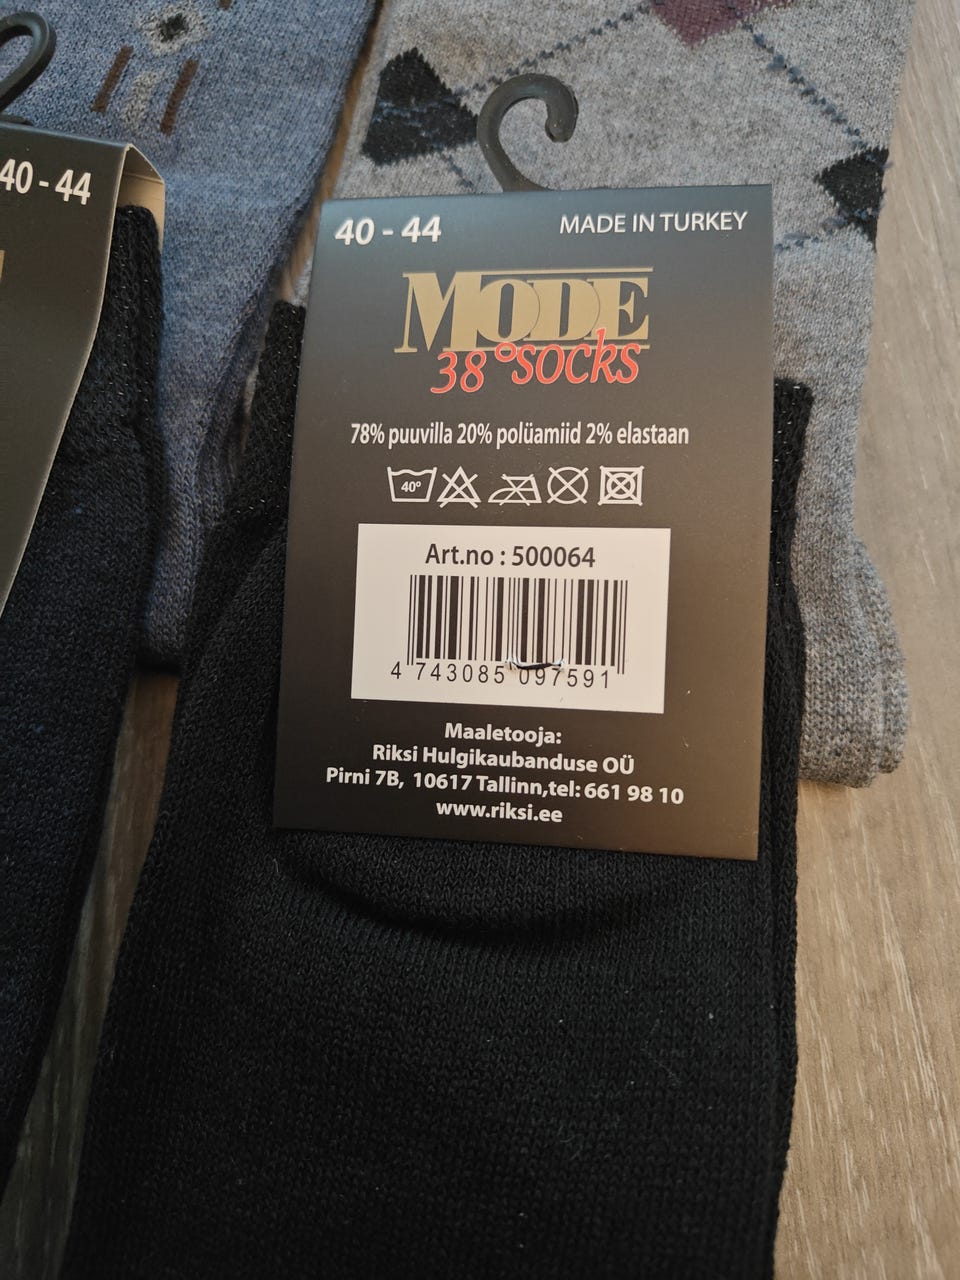 40 - 44
40 - 44 MADE IN TURKEY
MODE
38° socks
78% puuvilla 20% polüamiid 2% elastaan
40°
Art.no : 500064
4 743085 097591
Maaletooja:
Riksi Hulgikaubanduse OÜ
Pirni 7B, 10617 Tallinn,tel: 661 98 10
www.riksi.ee